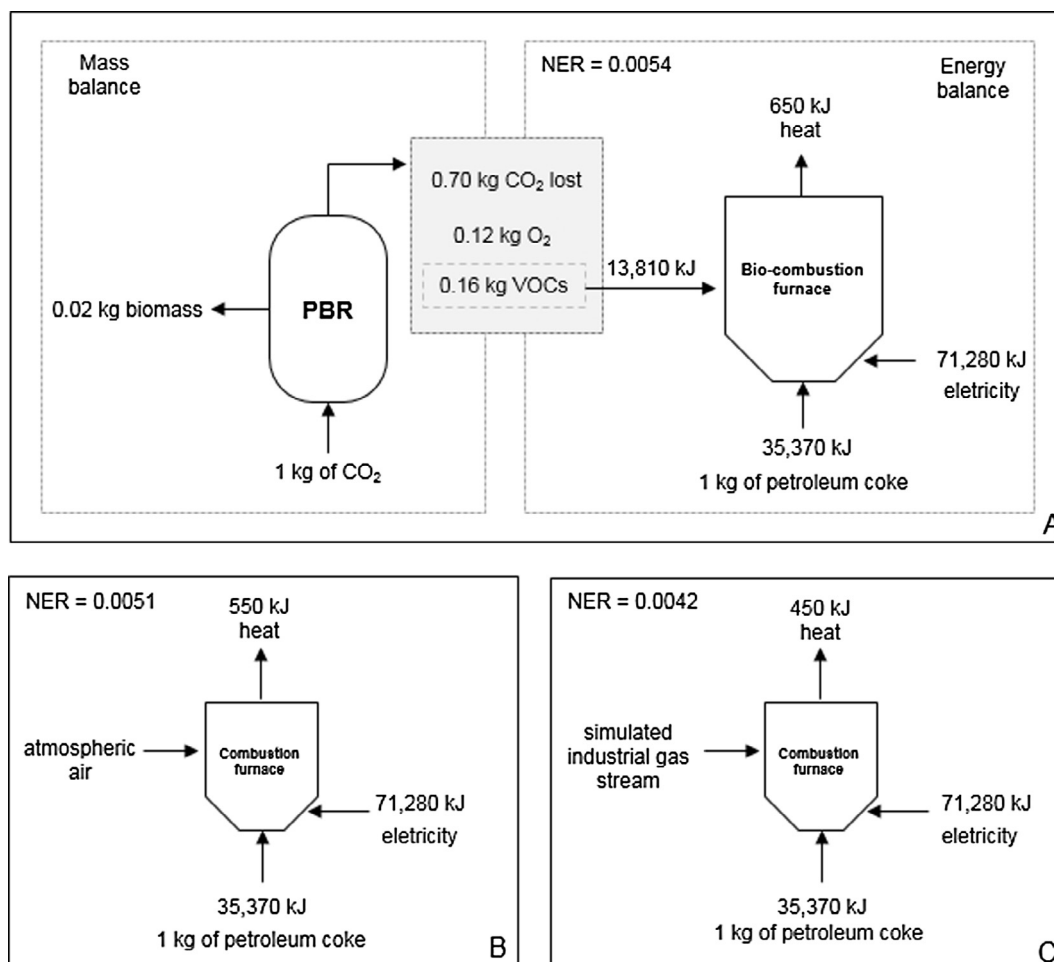 Mass
balance
NER = 0.0054
Energy
balance
650 kJ
heat
0.70 kg CO₂ lost
0.12 kg O₂
0.16 kg VOCs
13,810 kJ
Bio-combustion
furnace
0.02 kg biomass
PBR
71,280 kJ
eletricity
1 kg of CO₂
35,370 kJ
1 kg of petroleum coke
A
NER = 0.0051
550 kJ
heat
atmospheric
air
Combustion
furnace
71,280 kJ
eletricity
35,370 kJ
1 kg of petroleum coke
B
NER = 0.0042
450 kJ
heat
simulated
industrial gas
stream
Combustion
furnace
71,280 kJ
eletricity
35,370 kJ
1 kg of petroleum coke
C